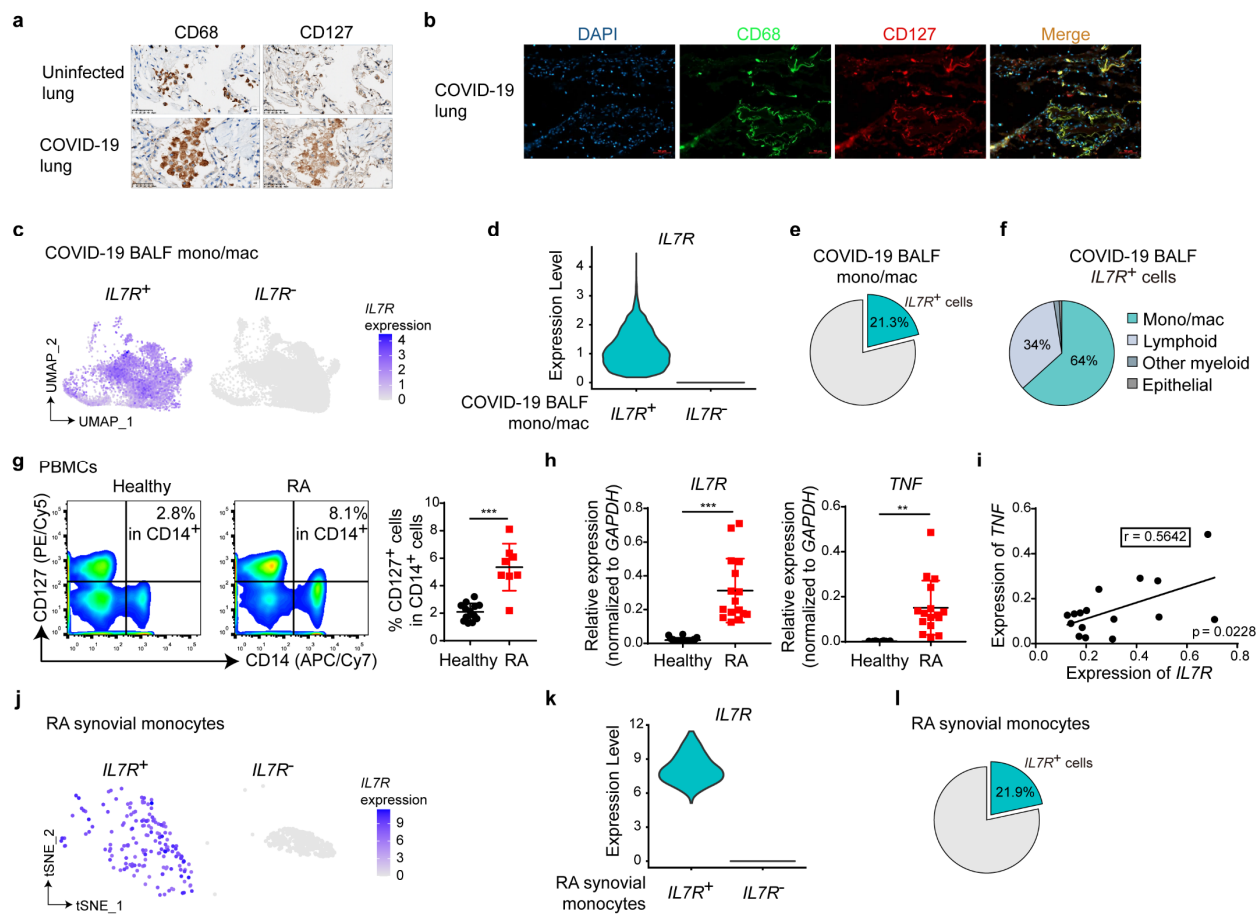 a
CD68
CD127
Uninfected
lung
COVID-19
lung
b
DAPI
CD68
CD127
Merge
COVID-19
lung
c
COVID-19 BALF mono/mac
IL7R+
IL7R-
IL7R
expression
4
3
2
1
0
UMAP_2
UMAP_1
d
IL7R
Expression Level
4
3
2
1
0
COVID-19 BALF
mono/mac
IL7R+
IL7R-
e
COVID-19 BALF
mono/mac
IL7R+ cells
21.3%
f
COVID-19 BALF
IL7R+ cells
34%
64%
Mono/mac
Lymphoid
Other myeloid
Epithelial
g
PBMCs
Healthy
RA
2.8%
in CD14+
8.1%
in CD14+
CD127 (PE/Cy5)
CD14 (APC/Cy7)
% CD127+ cells
in CD14+ cells
10
8
6
4
2
0
***
Healthy
RA
h
IL7R
Relative expression
(normalized to GAPDH)
0.8
0.6
0.4
0.2
0.0
***
Healthy
RA
TNF
Relative expression
(normalized to GAPDH)
0.6
0.4
0.2
0.0
**
Healthy
RA
i
Expression of TNF
0.6
0.4
0.2
0.0
r = 0.5642
p = 0.0228
0.0 0.2 0.4 0.6 0.8
Expression of IL7R
j
RA synovial monocytes
IL7R+
IL7R-
IL7R
expression
9
6
3
0
tSNE_2
tSNE_1
k
IL7R
Expression Level
12
9
6
3
0
RA synovial
monocytes
IL7R+
IL7R-
l
RA synovial monocytes
IL7R+ cells
21.9%